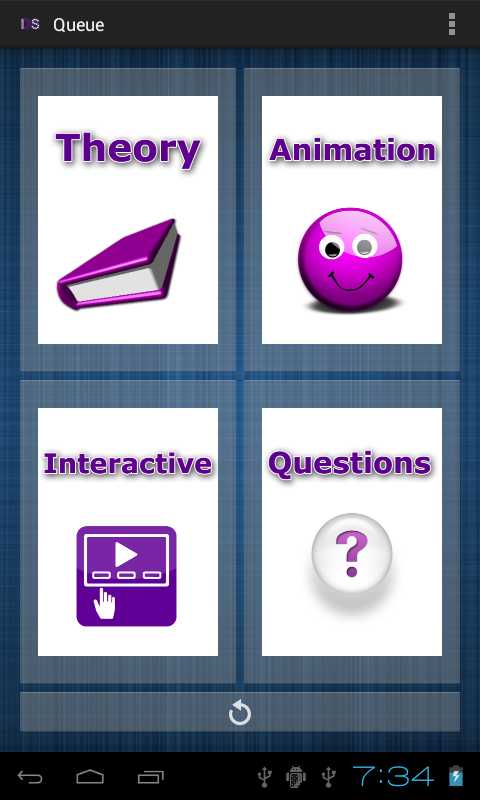 DS Queue
Theory
Animation
Interactive
Questions
?
7:34